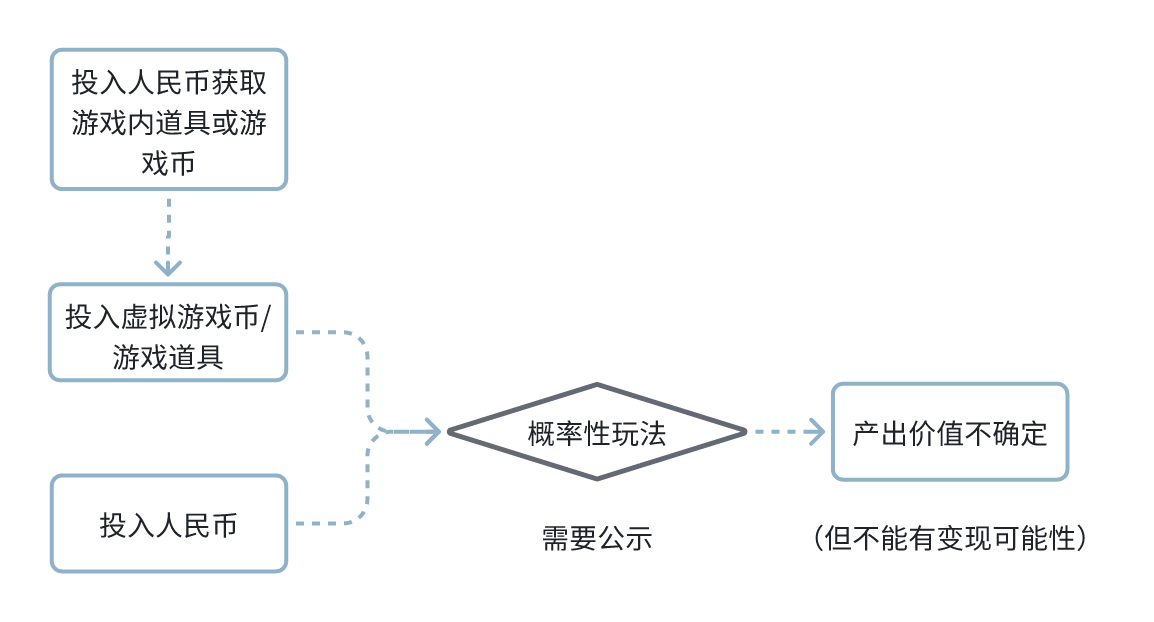 投入人民币获取
游戏内道具或游
戏币
投入虚拟游戏币/
游戏道具
投入人民币
概率性玩法
需要公示
产出价值不确定
（但不能有变现可能性）